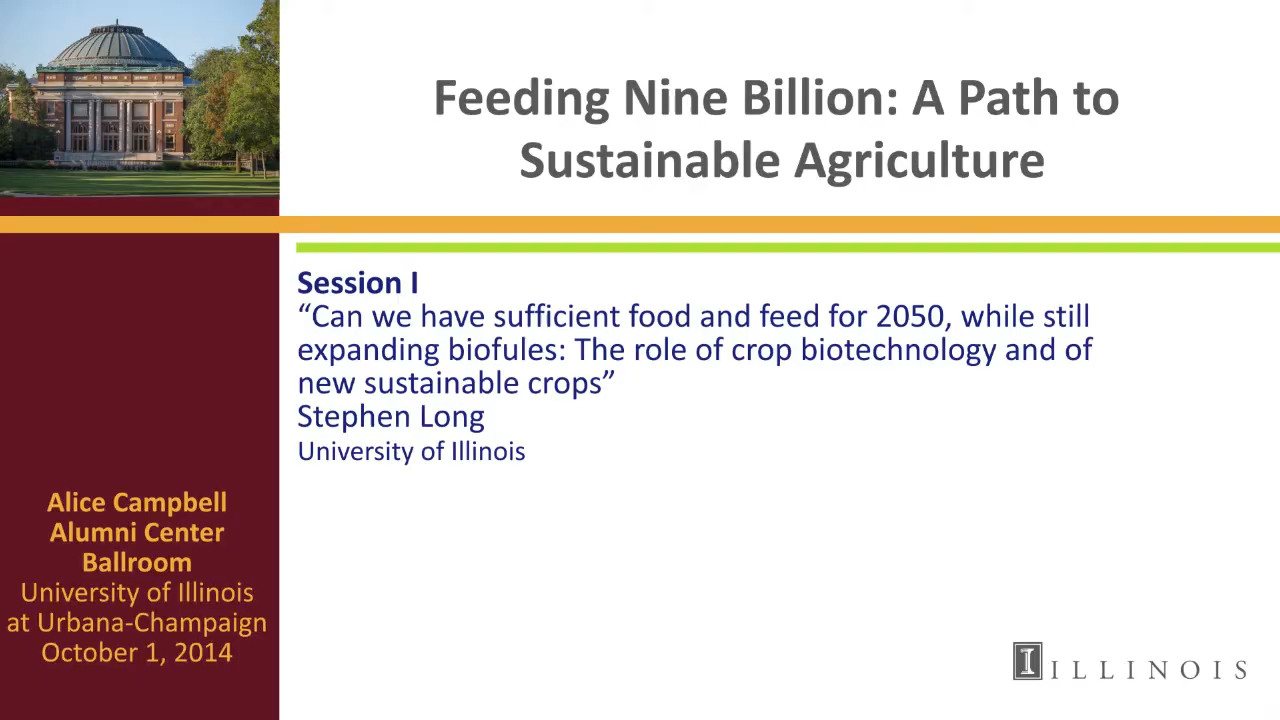 Feeding Nine Billion: A Path to
Sustainable Agriculture
Session I
“Can we have sufficient food and feed for 2050, while still
expanding biofules: The role of crop biotechnology and of
new sustainable crops”
Stephen Long
University of Illinois
Alice Campbell
Alumni Center
Ballroom
University of Illinois
at Urbana-Champaign
October 1, 2014
I ILLINOIS